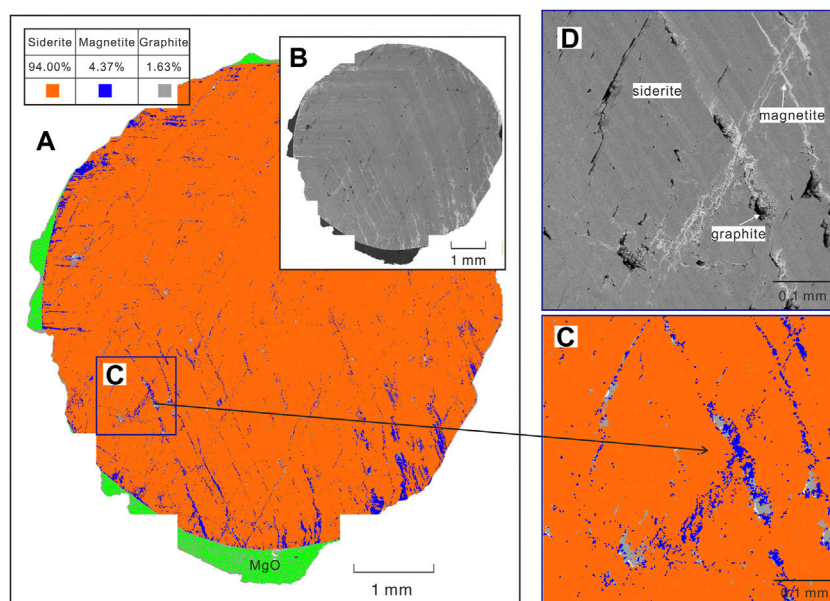 Siderite Magnetite Graphite
94.00% 4.37% 1.63%
A
B
1 mm
C
MgO
1 mm
D
siderite
magnetite
graphite
0.1 mm
C
0.1 mm